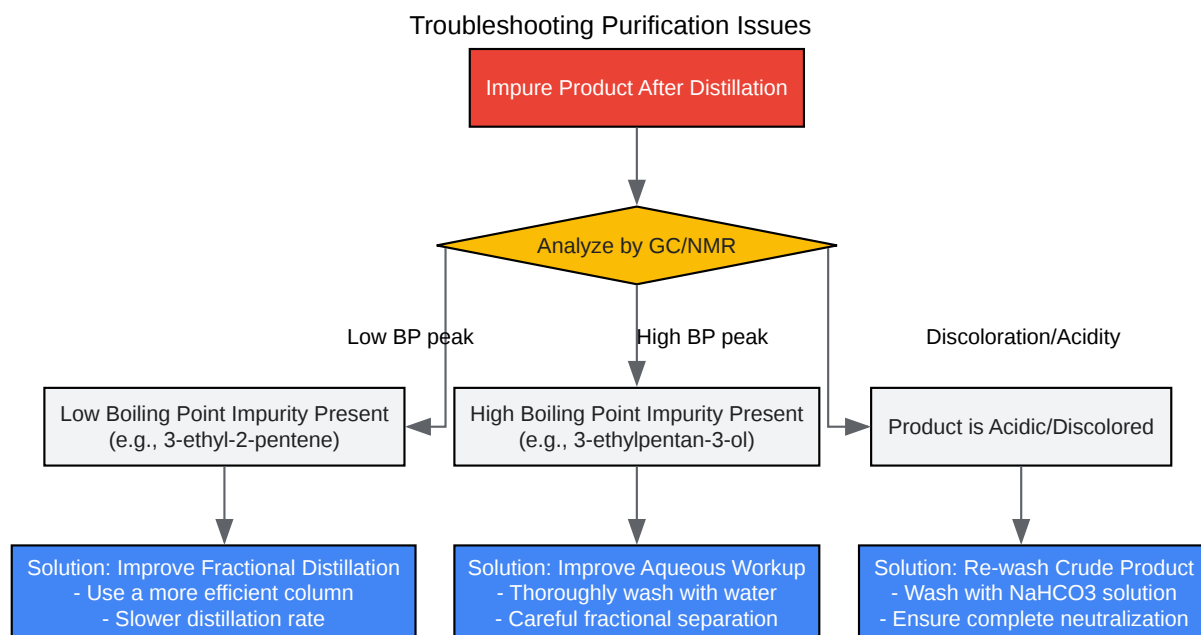 Troubleshooting Purification Issues
Impure Product After Distillation
Analyze by GC/NMR
Low BP peak
High BP peak
Discoloration/Acidity
Low Boiling Point Impurity Present
(e.g., 3-ethyl-2-pentene)
High Boiling Point Impurity Present
(e.g., 3-ethylpentan-3-ol)
Product is Acidic/Discolored
Solution: Improve Fractional Distillation
- Use a more efficient column
- Slower distillation rate
Solution: Improve Aqueous Workup
- Thoroughly wash with water
- Careful fractional separation
Solution: Re-wash Crude Product
- Wash with NaHCO3 solution
- Ensure complete neutralization